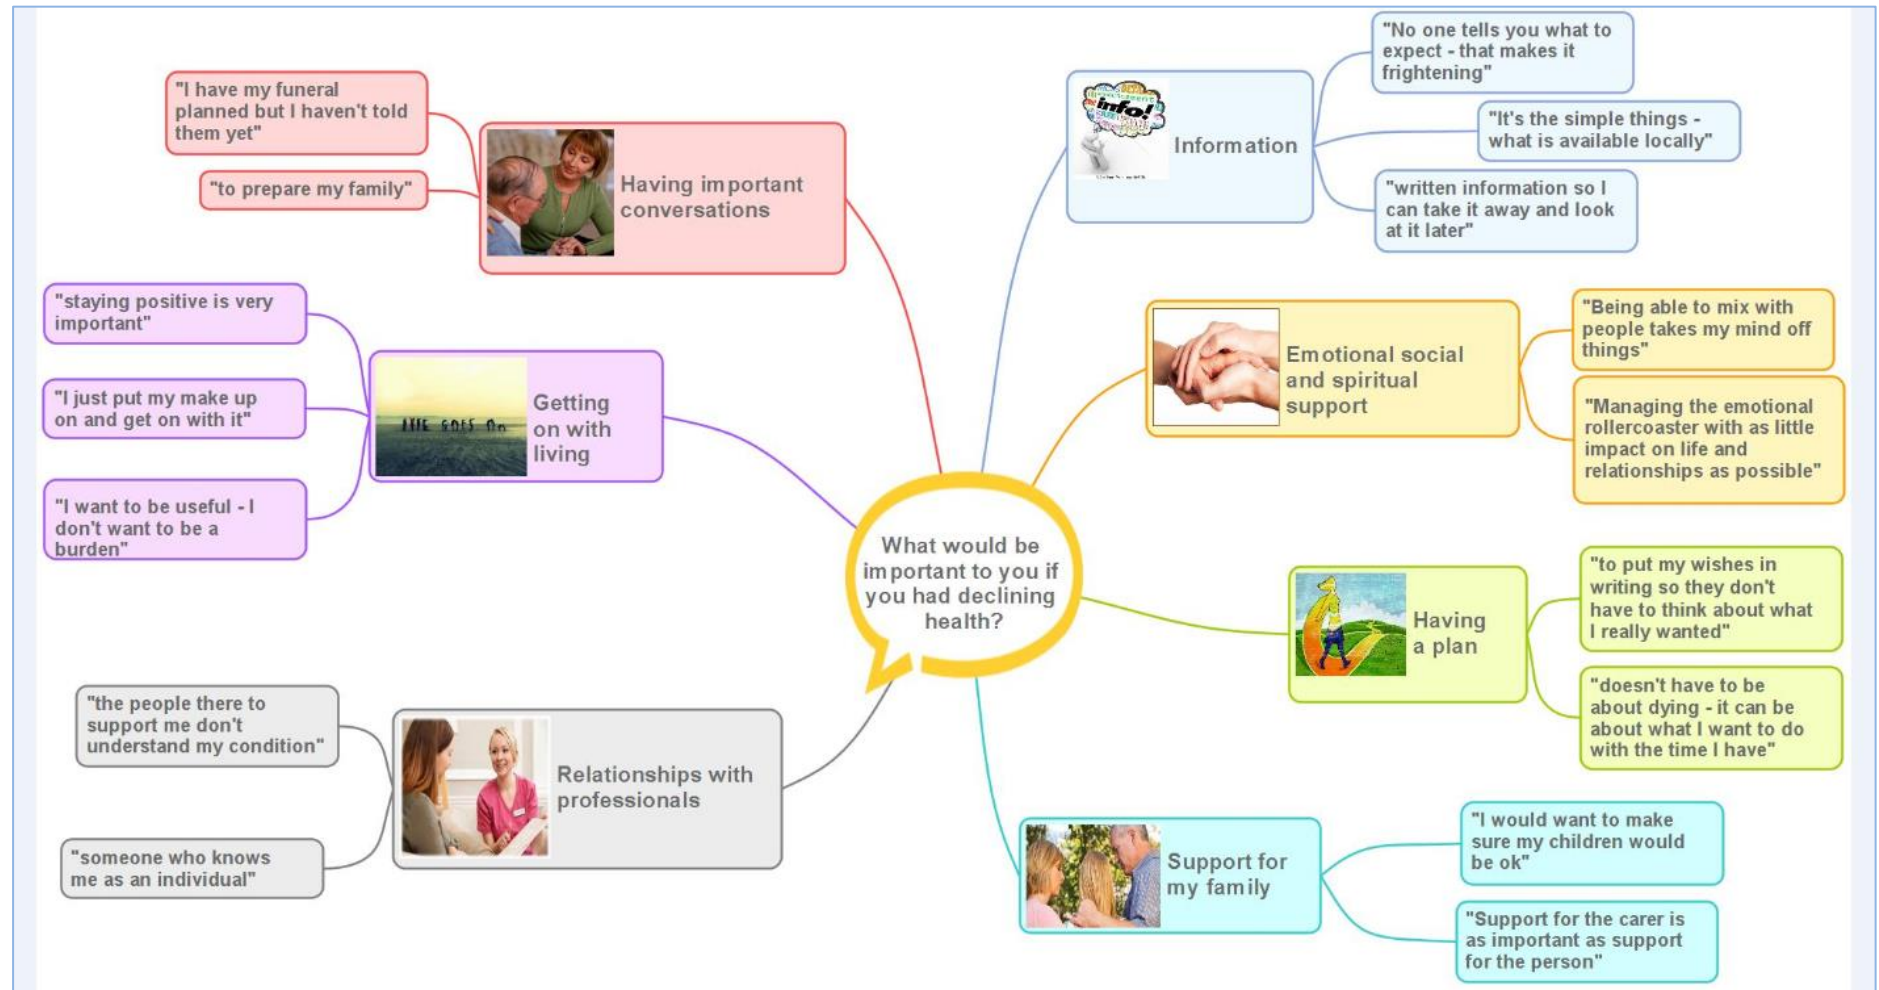 What would be
important to you if
you had declining
health?
Information
info!
"No one tells you what to
expect - that makes it
frightening"
"It's the simple things -
what is available locally"
"written information so I
can take it away and look
at it later"
Emotional social
and spiritual
support
"Being able to mix with
people takes my mind off
things"
"Managing the emotional
rollercoaster with as little
impact on life and
relationships as possible"
Having
a plan
"to put my wishes in
writing so they don't
have to think about what
I really wanted"
"doesn't have to be
about dying - it can be
about what I want to do
with the time I have"
Support for
my family
"I would want to make
sure my children would
be ok"
"Support for the carer is
as important as support
for the person"
Relationships with
professionals
"the people there to
support me don't
understand my condition"
"someone who knows
me as an individual"
Getting
on with
living
LIFE GOES On
"staying positive is very
important"
"I just put my make up
on and get on with it"
"I want to be useful - I
don't want to be a
burden"
Having important
conversations
"I have my funeral
planned but I haven't told
them yet"
"to prepare my family"